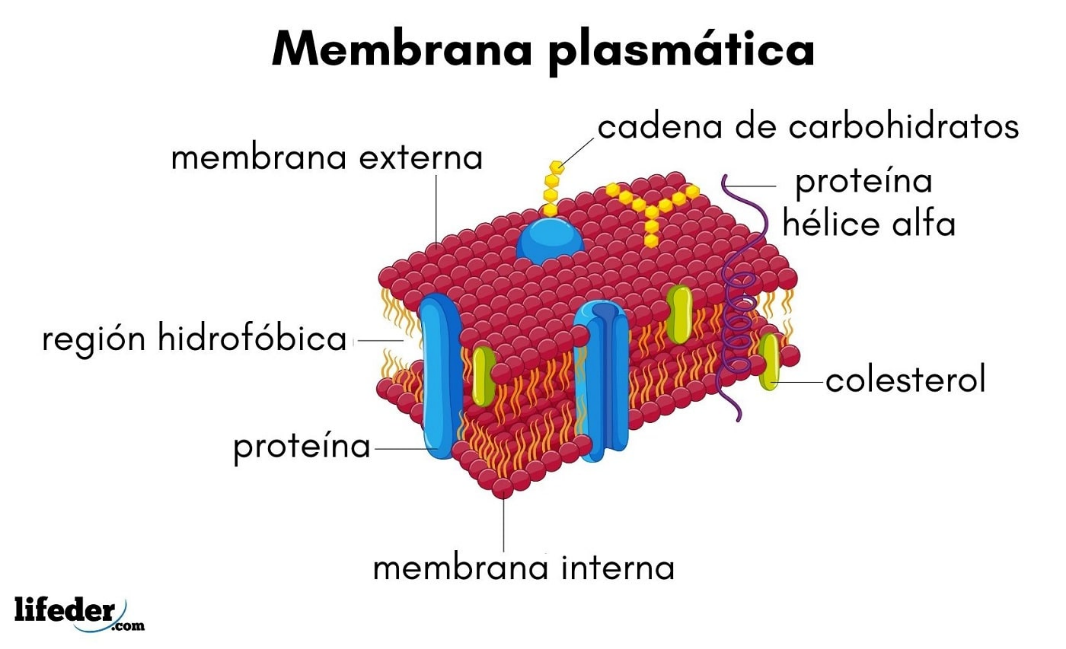 Membrana plasmática
cadena de carbohidratos
membrana externa
proteína
hélice alfa
región hidrofóbica
colesterol
proteína
membrana interna
lifeder
.com